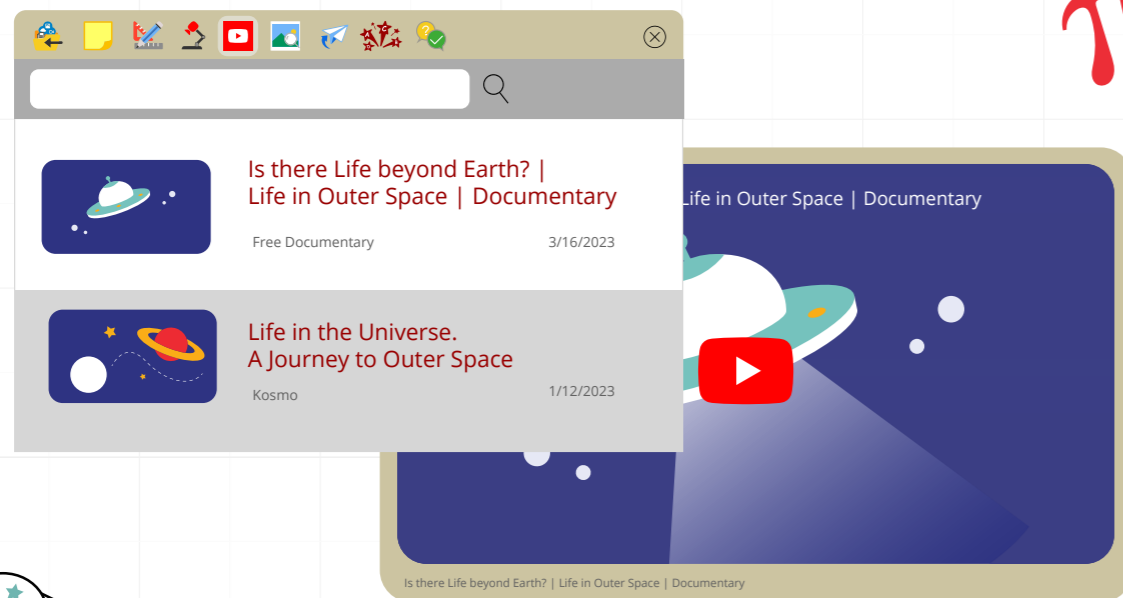 Is there Life beyond Earth? |
Life in Outer Space | Documentary
Free Documentary 3/16/2023
Life in the Universe.
A Journey to Outer Space
Kosmo 1/12/2023
Life in Outer Space | Documentary
Is there Life beyond Earth? | Life in Outer Space | Documentary